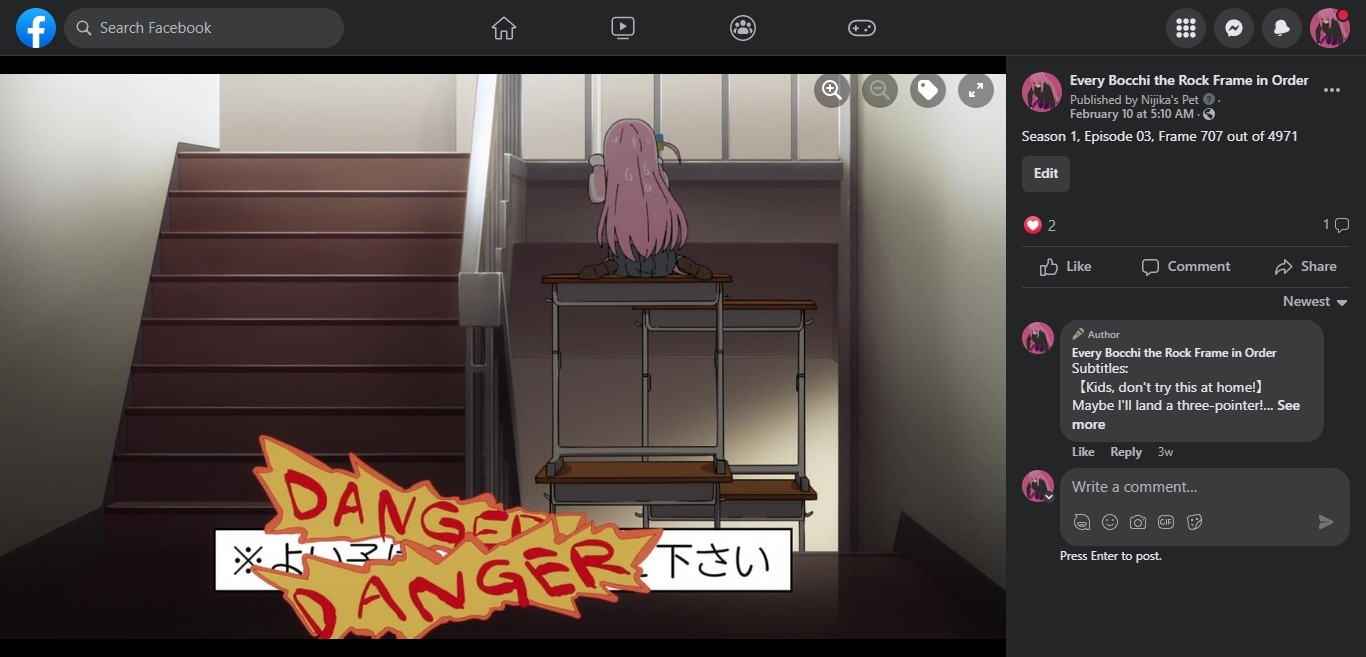 Search Facebook
Every Bocchi the Rock Frame in Order
Published by Nijika's Pet
February 10 at 5:10 AM
Season 1, Episode 03, Frame 707 out of 4971
Edit
2
1
Like Comment Share
Newest
Author
Every Bocchi the Rock Frame in Order
Subtitles:
【Kids, don't try this at home!】
Maybe I'll land a three-pointer!... See
more
Like Reply 3w
Write a comment...
GIF
Press Enter to post.
DANGER
※よい子 下さい
DANGER